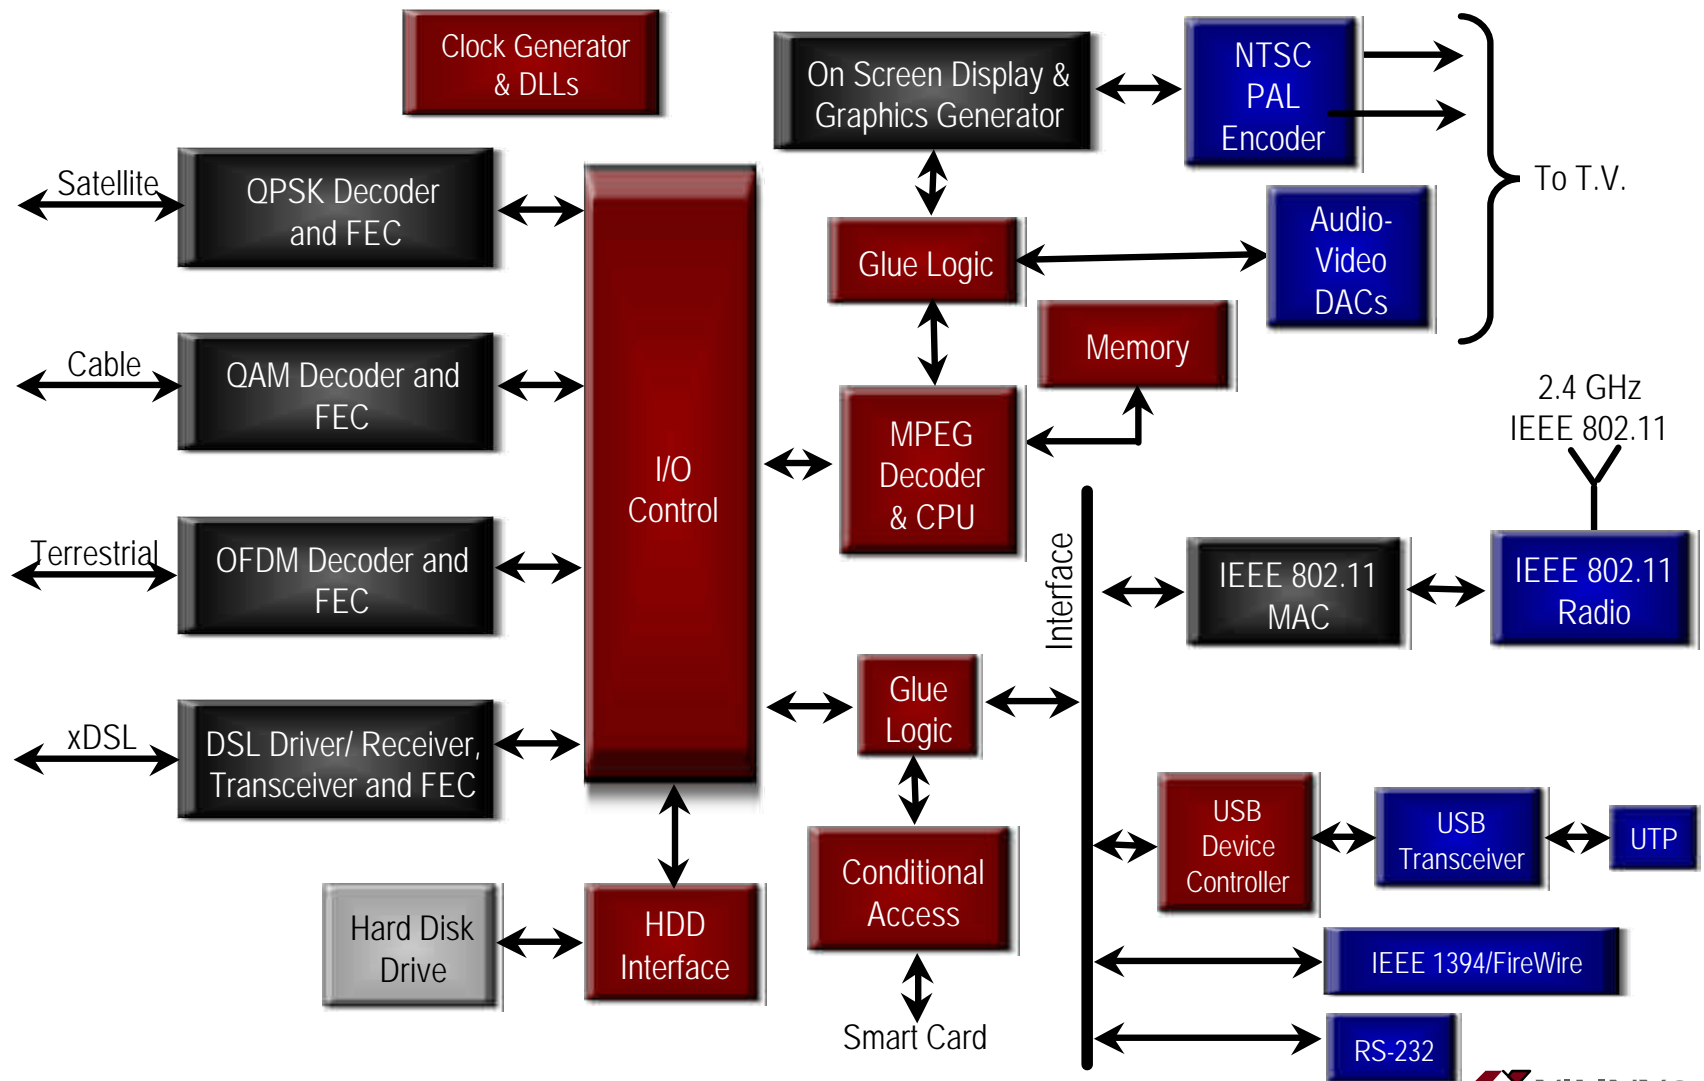 Clock Generator
& DLLs
On Screen Display &
Graphics Generator
NTSC
PAL
Encoder
To T.V.
Satellite
QPSK Decoder
and FEC
Glue Logic
Audio-
Video
DACs
Memory
Cable
QAM Decoder and
FEC
I/O
Control
MPEG
Decoder
& CPU
2.4 GHz
IEEE 802.11
Terrestrial
OFDM Decoder and
FEC
Interface
IEEE 802.11
MAC
IEEE 802.11
Radio
Glue
Logic
xDSL
DSL Driver/ Receiver,
Transceiver and FEC
USB
Device
Controller
USB
Transceiver
UTP
Conditional
Access
Hard Disk
Drive
HDD
Interface
IEEE 1394/FireWire
Smart Card
RS-232